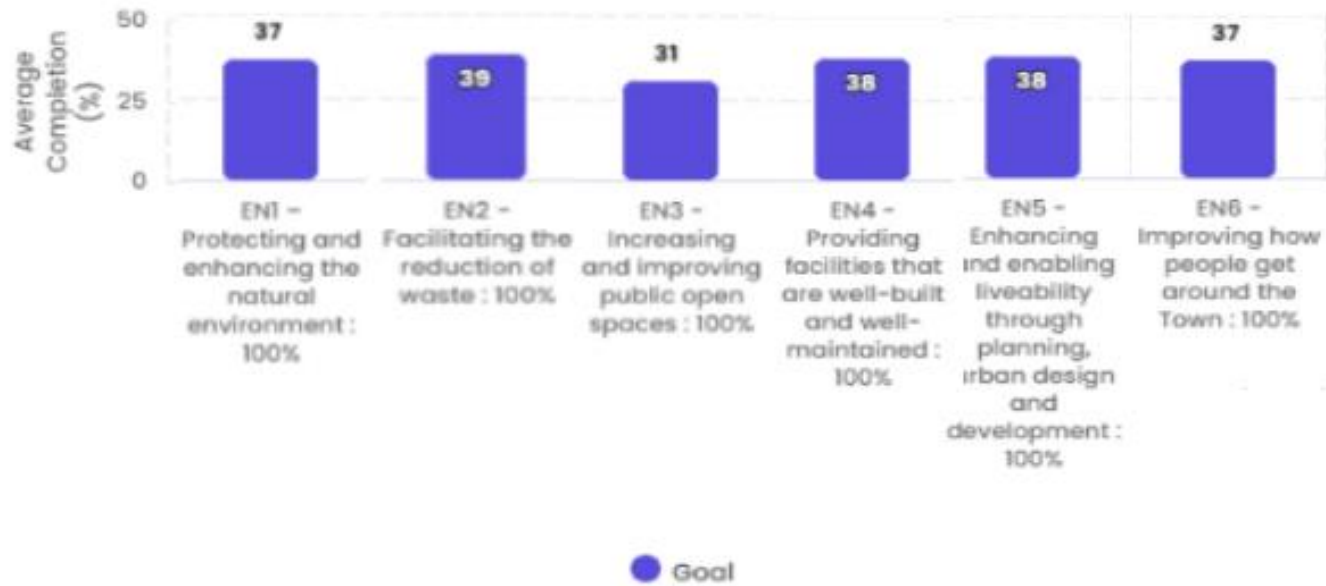 Average
Completion
(%)
50
25
0
37
39
31
38
38
37
EN1 -
Protecting and
enhancing the
natural
environment :
100%
EN2 -
Facilitating the
reduction of
waste : 100%
EN3 -
Increasing
and improving
public open
spaces : 100%
EN4 -
Providing
facilities that
are well-built
and well-
maintained :
100%
EN5 -
Enhancing
ınd enabling
liveability
through
planning,
ırban design
and
development :
100%
EN6 -
Improving how
people get
around the
Town : 100%
Goal